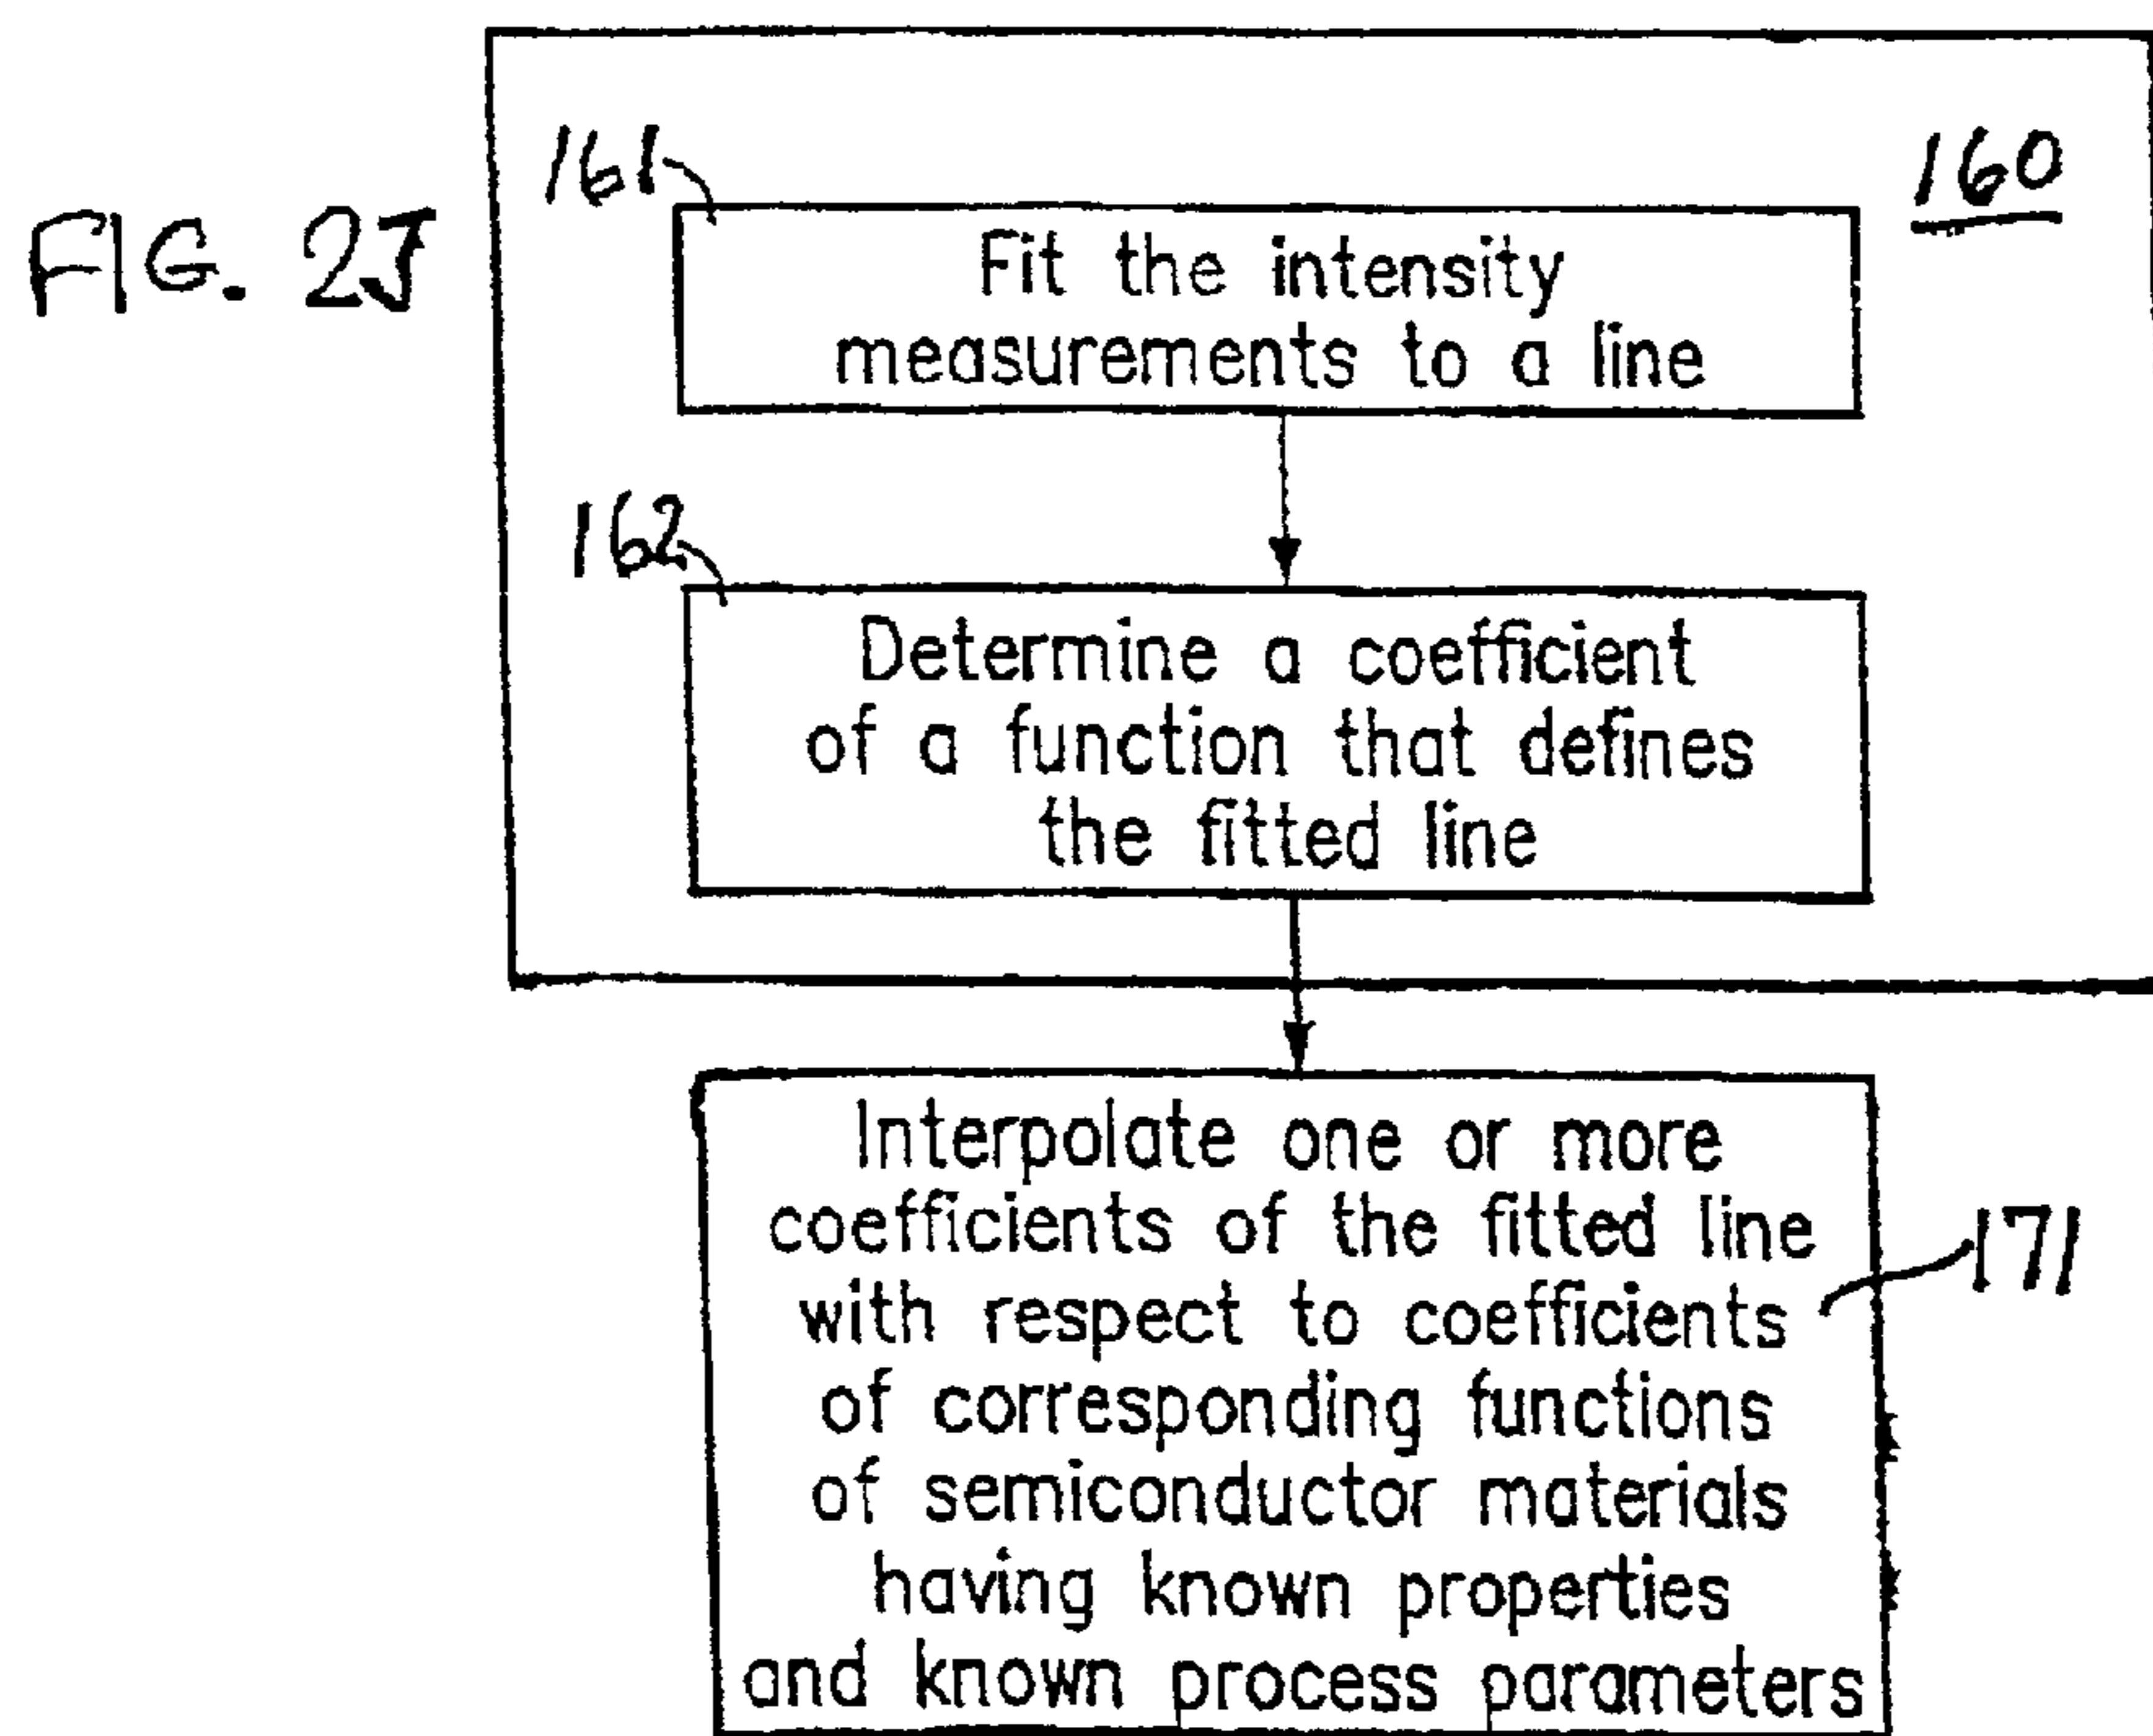 FIG. 2J
161
160
Fit the intensity
measurements to a line
162
Determine a coefficient
of a function that defines
the fitted line
Interpolate one or more
coefficients of the fitted line
with respect to coefficients
171
of corresponding functions
of semiconductor materials
having known properties
and known process parameters